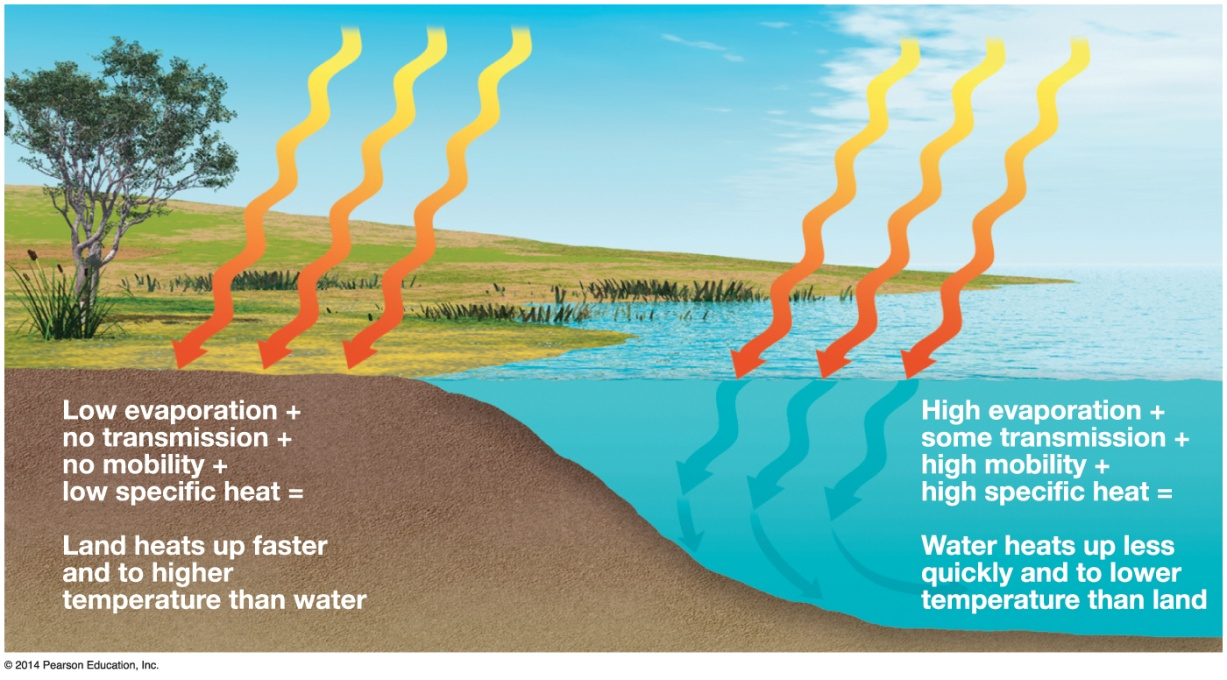 Low evaporation +
no transmission +
no mobility +
low specific heat =
Land heats up faster
and to higher
temperature than water
High evaporation +
some transmission +
high mobility +
high specific heat =
Water heats up less
quickly and to lower
temperature than land
© 2014 Pearson Education, Inc.